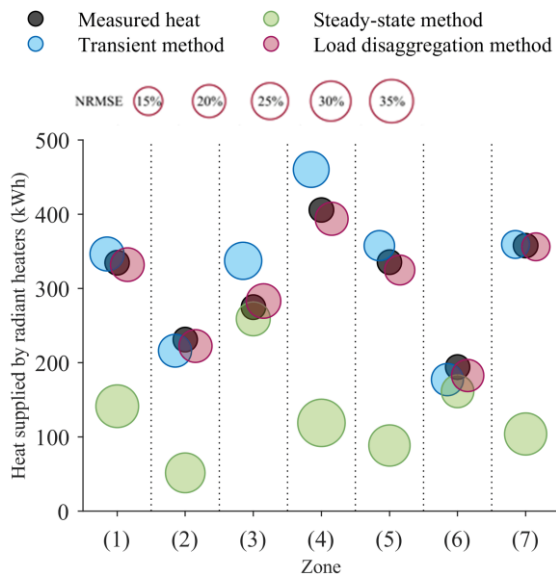 Measured heat
Steady-state method
Transient method
Load disaggregation method
NRMSE 15% 20% 25% 30% 35%
Heat supplied by radiant heaters (kWh)
500
400
300
200
100
0
(1) (2) (3) (4) (5) (6) (7)
Zone